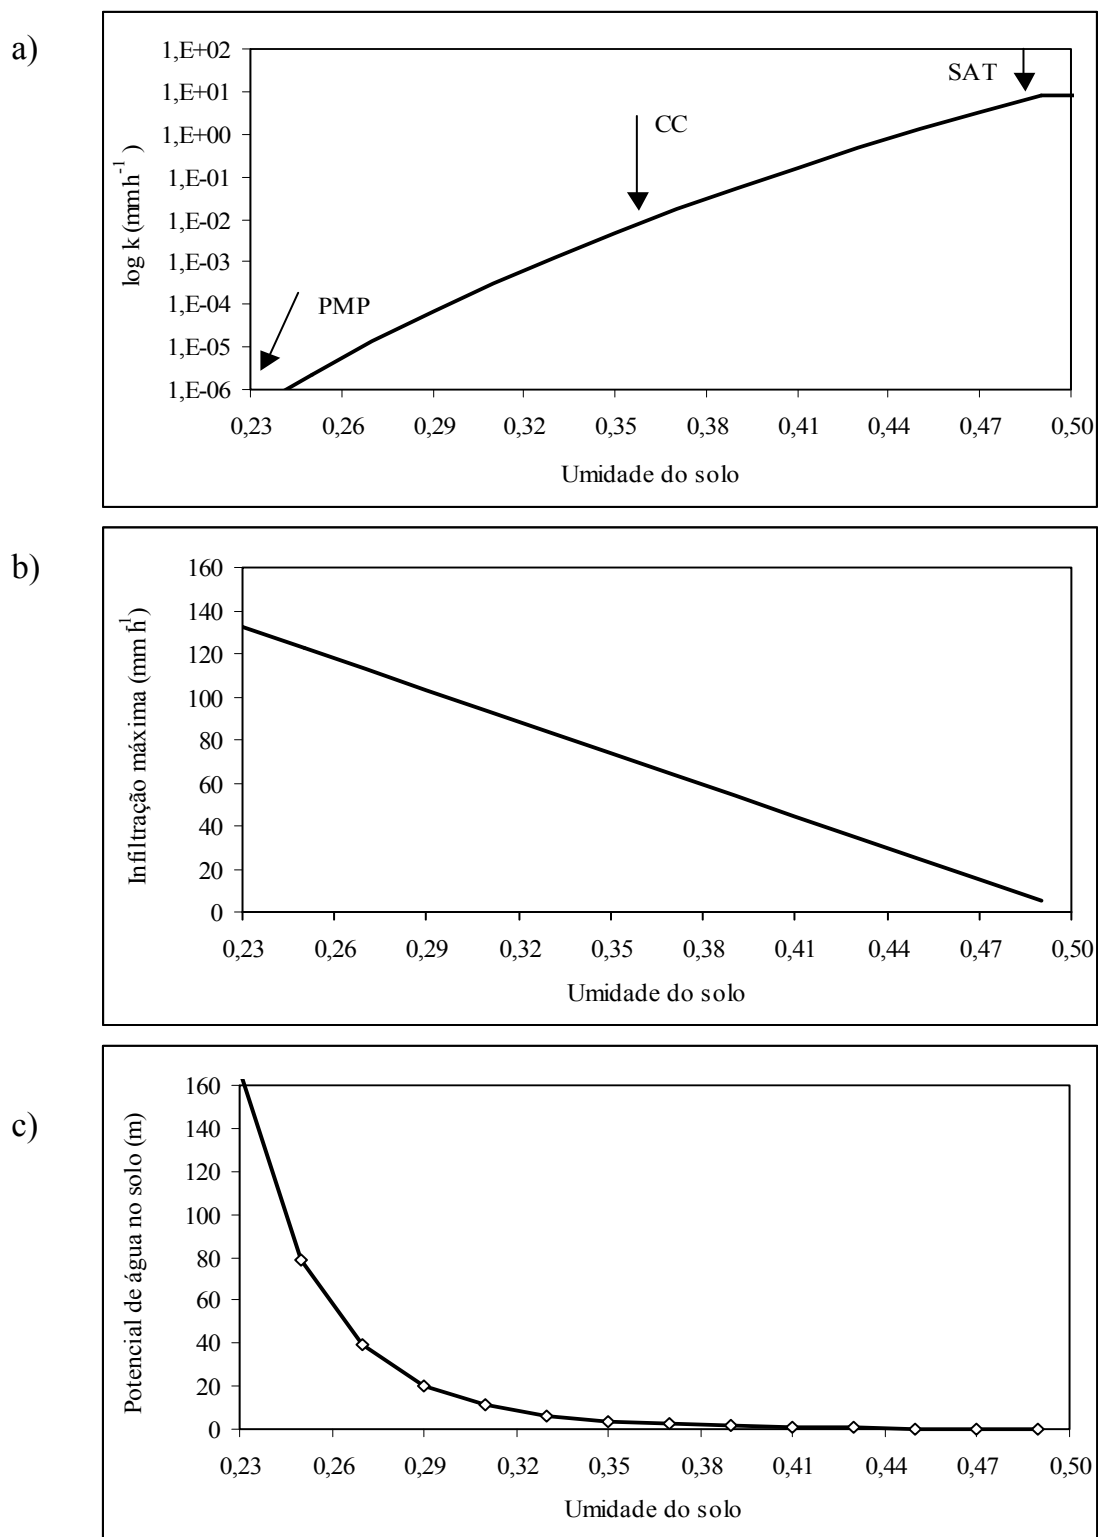 a)
1,E+02
1,E+01
1,E+00
1,E-01
1,E-02
1,E-03
1,E-04
1,E-05
1,E-06
log k (mmh-1 )
SAT
CC
PMP
0,23 0,26 0,29 0,32 0,35 0,38 0,41 0,44 0,47 0,50
Umidade do solo
b)
160
140
120
100
80
60
40
20
0
Infiltração máxima (mm h-1)
0,23 0,26 0,29 0,32 0,35 0,38 0,41 0,44 0,47 0,50
Umidade do solo
c)
160
140
120
100
80
60
40
20
0
Potencial de água no solo (m)
0,23 0,26 0,29 0,32 0,35 0,38 0,41 0,44 0,47 0,50
Umidade do solo